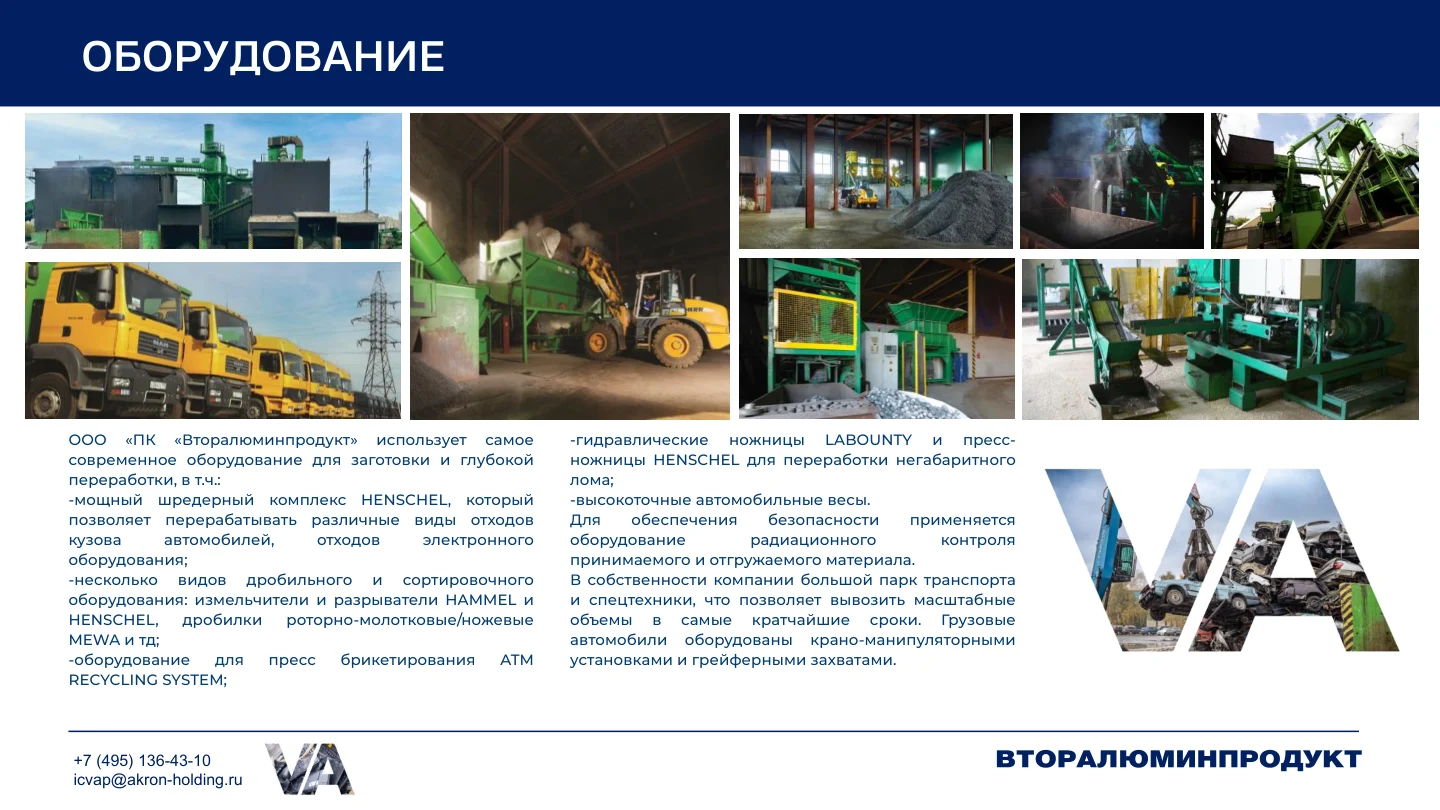 ОБОРУДОВАНИЕ
MAN
ООО «ПК «Вторалюминпродукт» использует самое
современное оборудование для заготовки и глубокой
переработки, в т.ч.:
-мощный шредерный комплекс HENSCHEL, который
позволяет перерабатывать различные виды отходов
кузова автомобилей, отходов электронного
оборудования;
-несколько видов дробильного и сортировочного
оборудования: измельчители и разрыватели HAMMEL и
HENSCHEL, дробилки роторно-молотковые/ножевые
MEWA и тд;
-оборудование для пресс брикетирования ATM
RECYCLING SYSTEM;
-гидравлические ножницы LABOUNTY и пресс-
ножницы HENSCHEL для переработки негабаритного
лома;
-высокоточные автомобильные весы.
Для обеспечения безопасности применяется
оборудование радиационного контроля
принимаемого и отгружаемого материала.
В собственности компании большой парк транспорта
и спецтехники, что позволяет вывозить масштабные
объемы в самые кратчайшие сроки. Грузовые
автомобили оборудованы крано-манипуляторными
установками и грейферными захватами.
VA
+7 (495) 136-43-10
icvap@akron-holding.ru
VA
ВТОРАЛЮМИНПРОДУКТ